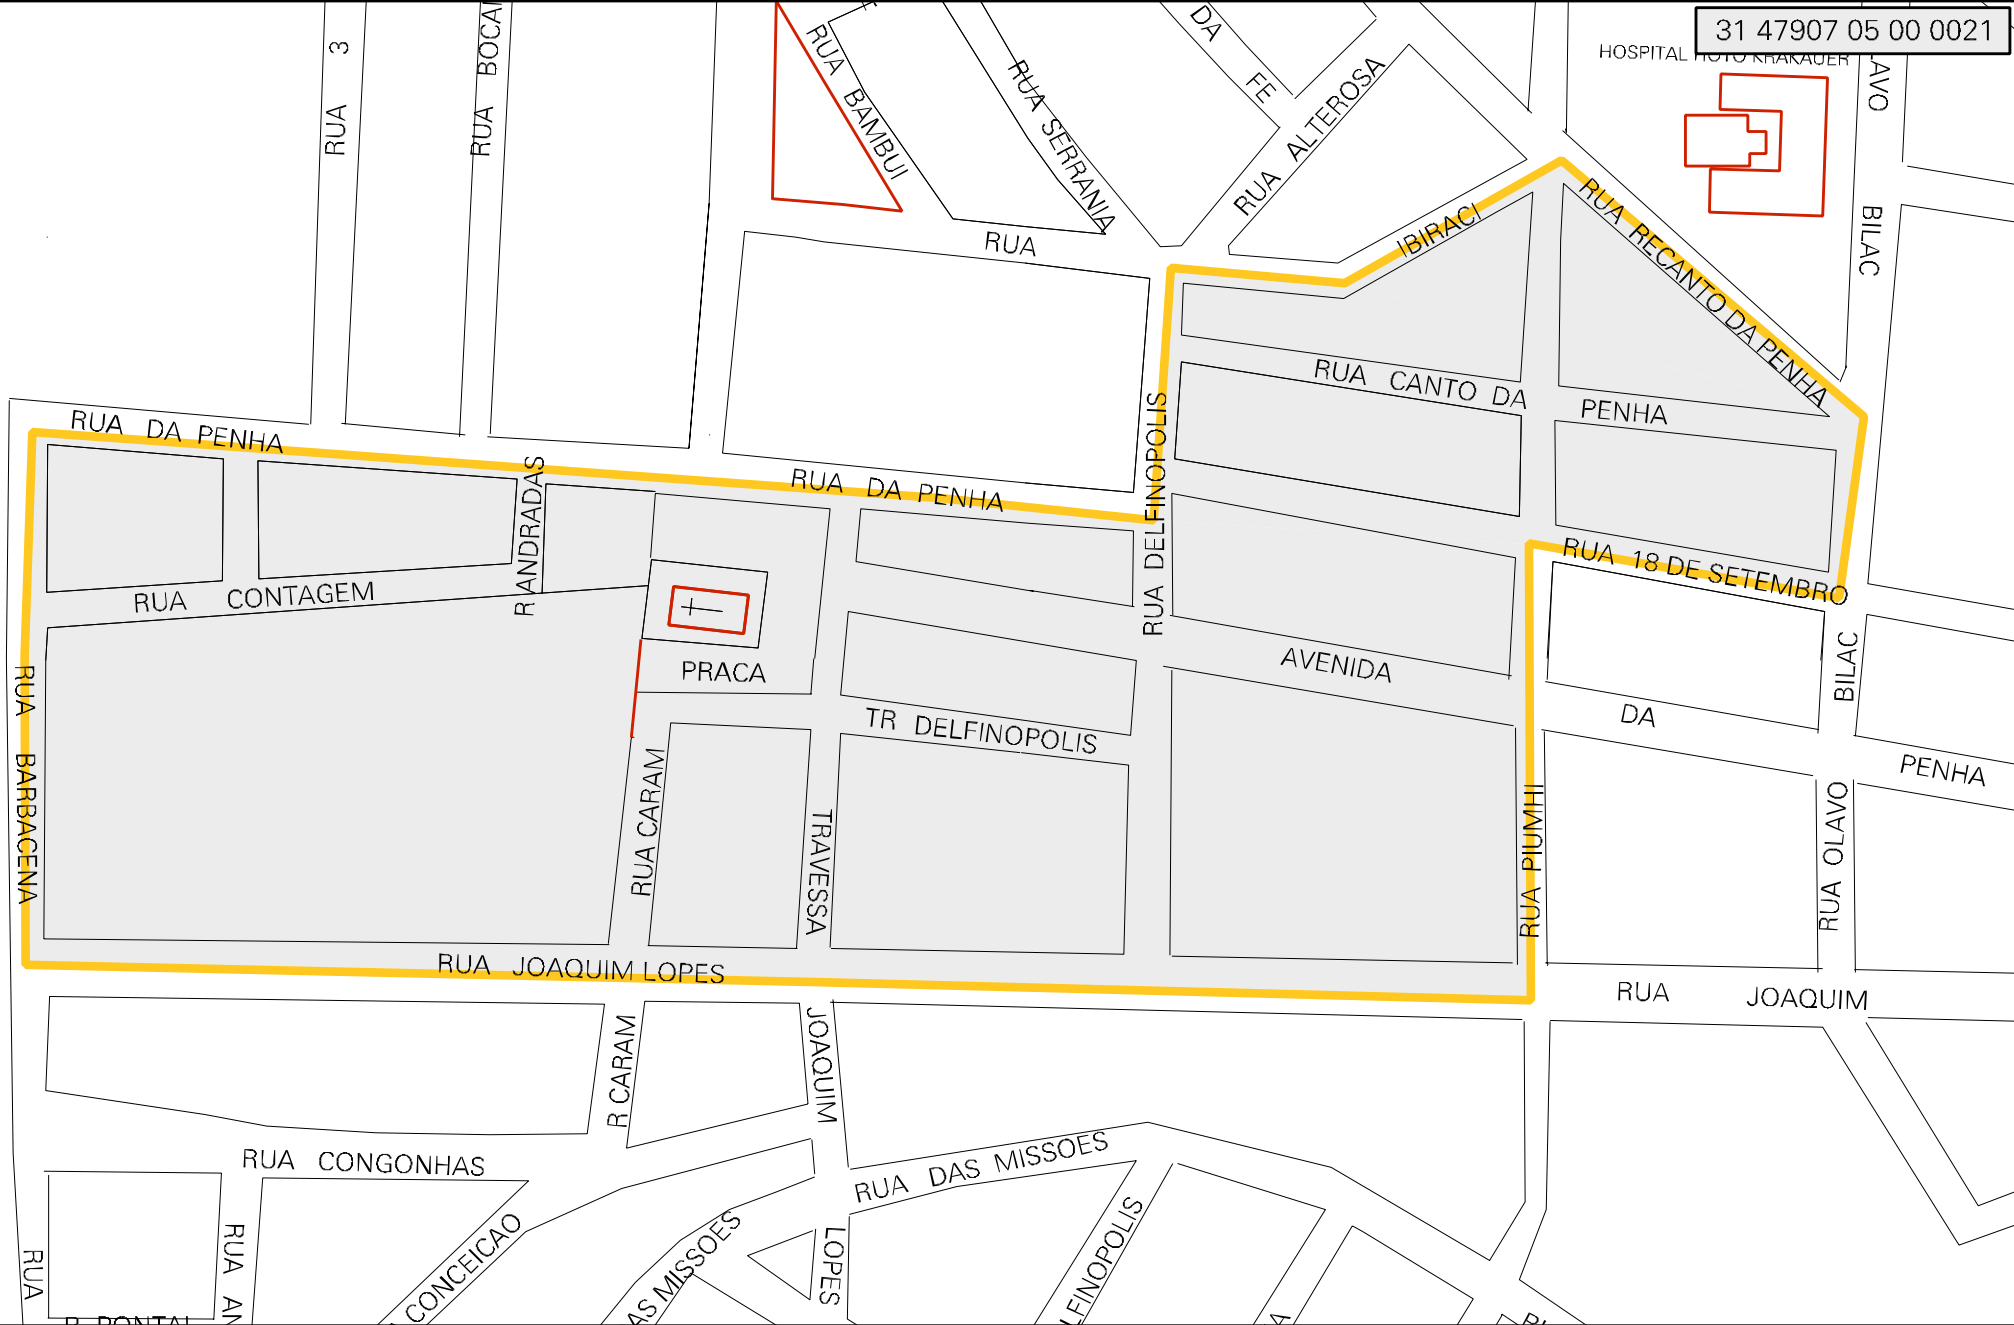 31 47907 05 00 0021
HOSPITAL
KRAKAUER
RUA 3
RUA
RUA BAMBUI
RUA SERRANIA
DA FE
RUA ALTEROSA
BILAC
RUA
IBIRACI
RUA RECANTO DA PENHA
RUA CANTO DA PENHA
RUA DA PENHA
RUA DA PENHA
RUA DELFINOPOLIS
R ANDRADAS
RUA CONTAGEM
RUA 18 DE SETEMBRO
PRACA
AVENIDA DA PENHA
TR DELFINOPOLIS
RUA BARBACENA
RUA CARAM
TRAVESSA
RUA PIUMHI
RUA OLAVO
BILAC
RUA JOAQUIM LOPES
RUA JOAQUIM
R CARAM
JOAQUIM
LOPES
RUA CONGONHAS
RUA DAS MISSOES
CONCEICAO
MISSOES
RUA
RUA